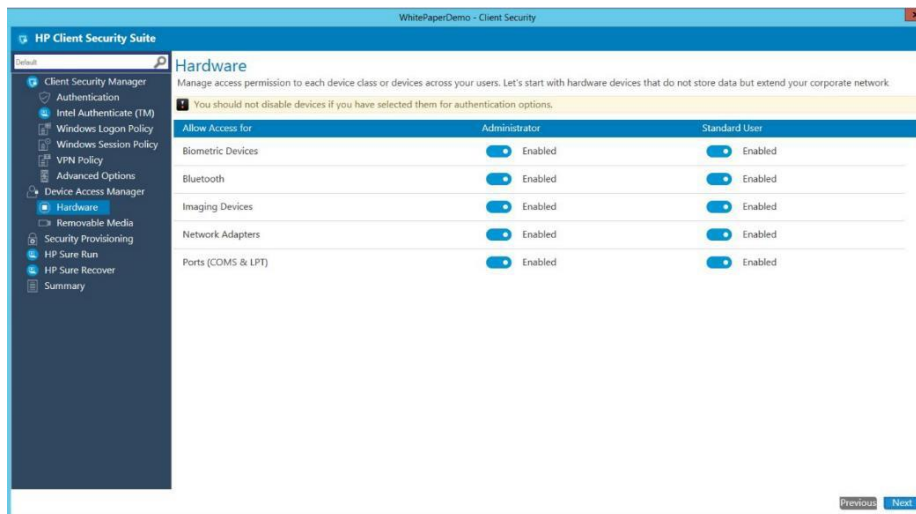 WhitePaperDemo - Client Security
HP Client Security Suite
Default
Client Security Manager
Authentication
Intel Authenticate (TM)
Windows Logon Policy
Windows Session Policy
VPN Policy
Advanced Options
Device Access Manager
Hardware
Removable Media
Security Provisioning
HP Sure Run
HP Sure Recover
Summary
Hardware
Manage access permission to each device class or devices across your users. Let's start with hardware devices that do not store data but extend your corporate network
You should not disable devices if you have selected them for authentication options.
Allow Access for Administrator Standard User
Biometric Devices Enabled Enabled
Bluetooth Enabled Enabled
Imaging Devices Enabled Enabled
Network Adapters Enabled Enabled
Ports (COMS & LPT) Enabled Enabled
Previous Next